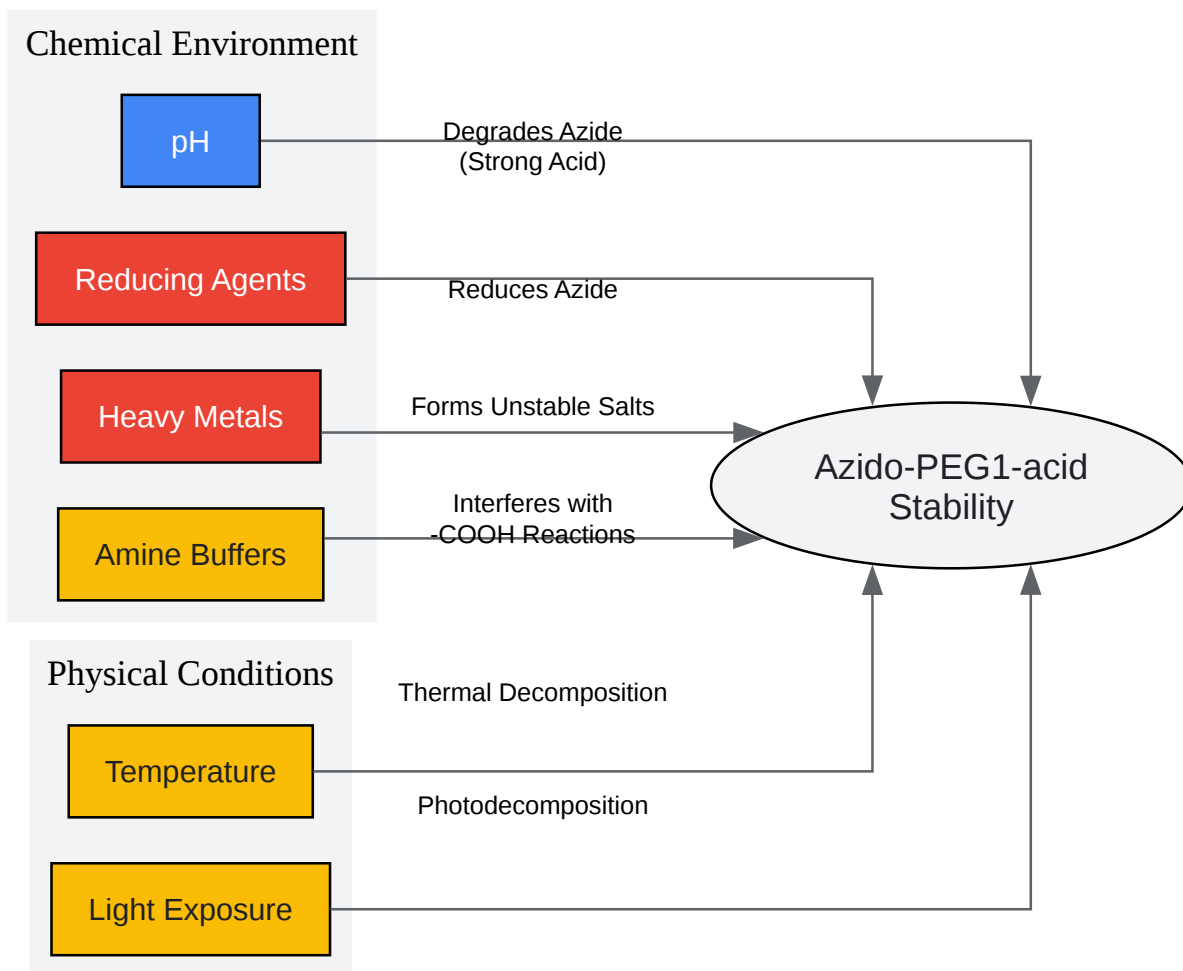 Chemical Environment
pH
Degrades Azide
(Strong Acid)
Reducing Agents
Reduces Azide
Heavy Metals
Forms Unstable Salts
Azido-PEG1-acid
Stability
Amine Buffers
Interferes with
-COOH Reactions
Physical Conditions
Thermal Decomposition
Temperature
Photodecomposition
Light Exposure